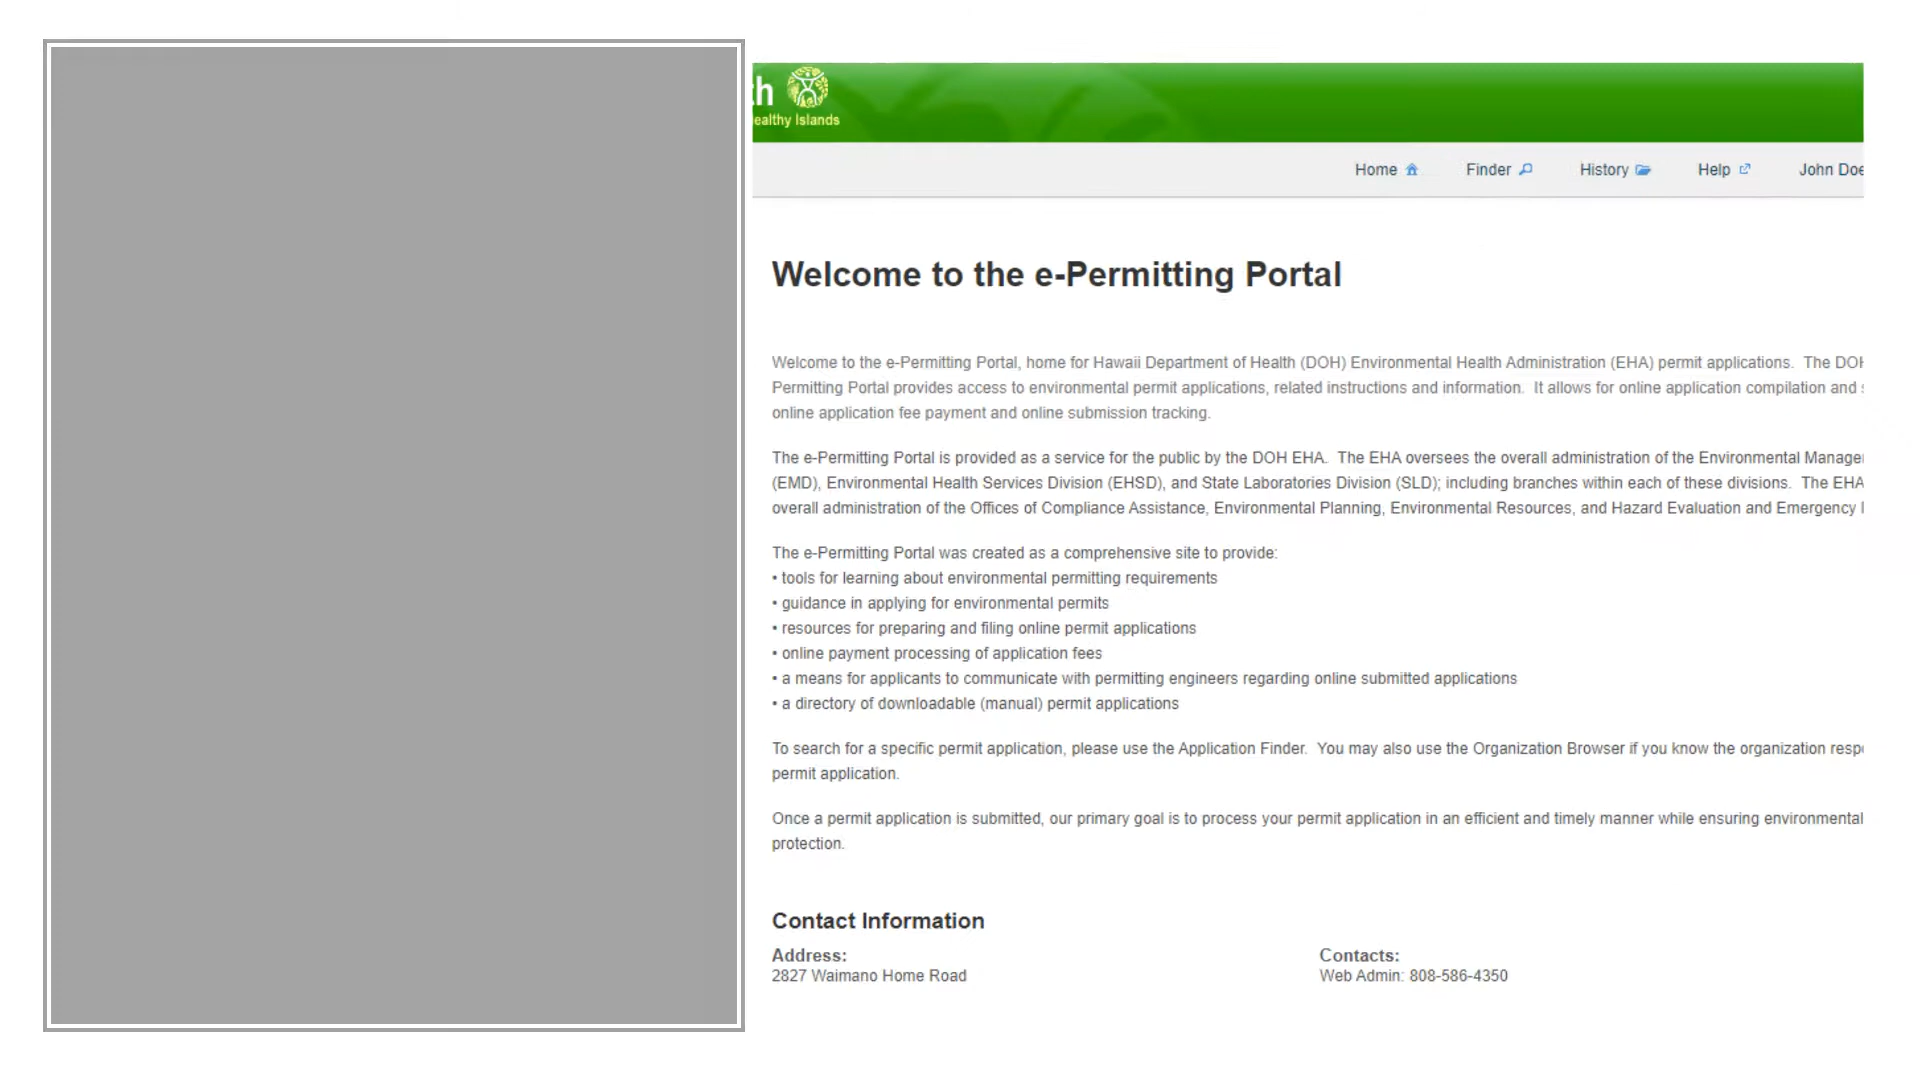 th
ealthy Islands
Home
Finder
History
Help
John Doe
Welcome to the e-Permitting Portal
Welcome to the e-Permitting Portal, home for Hawaii Department of Health (DOH) Environmental Health Administration (EHA) permit applications. The DOH
Permitting Portal provides access to environmental permit applications, related instructions and information. It allows for online application compilation and
online application fee payment and online submission tracking.
The e-Permitting Portal is provided as a service for the public by the DOH EHA. The EHA oversees the overall administration of the Environmental Manage
(EMD), Environmental Health Services Division (EHSD), and State Laboratories Division (SLD); including branches within each of these divisions. The EHA
overall administration of the Offices of Compliance Assistance, Environmental Planning, Environmental Resources, and Hazard Evaluation and Emergency
The e-Permitting Portal was created as a comprehensive site to provide:
• tools for learning about environmental permitting requirements
• guidance in applying for environmental permits
• resources for preparing and filing online permit applications
• online payment processing of application fees
• a means for applicants to communicate with permitting engineers regarding online submitted applications
• a directory of downloadable (manual) permit applications
To search for a specific permit application, please use the Application Finder. You may also use the Organization Browser if you know the organization resp
permit application.
Once a permit application is submitted, our primary goal is to process your permit application in an efficient and timely manner while ensuring environmental
protection.
Contact Information
Address:
2827 Waimano Home Road
Contacts:
Web Admin: 808-586-4350